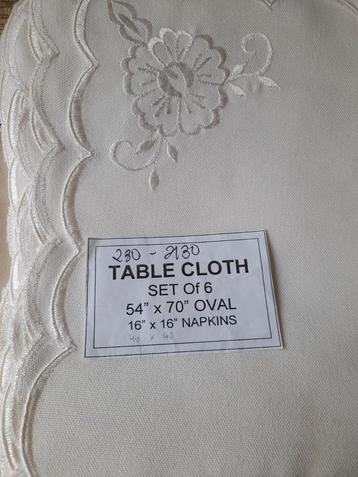 230 - 2130
TABLE CLOTH
SET Of 6
54" x 70" OVAL
16" x 16" NAPKINS
40 x 40